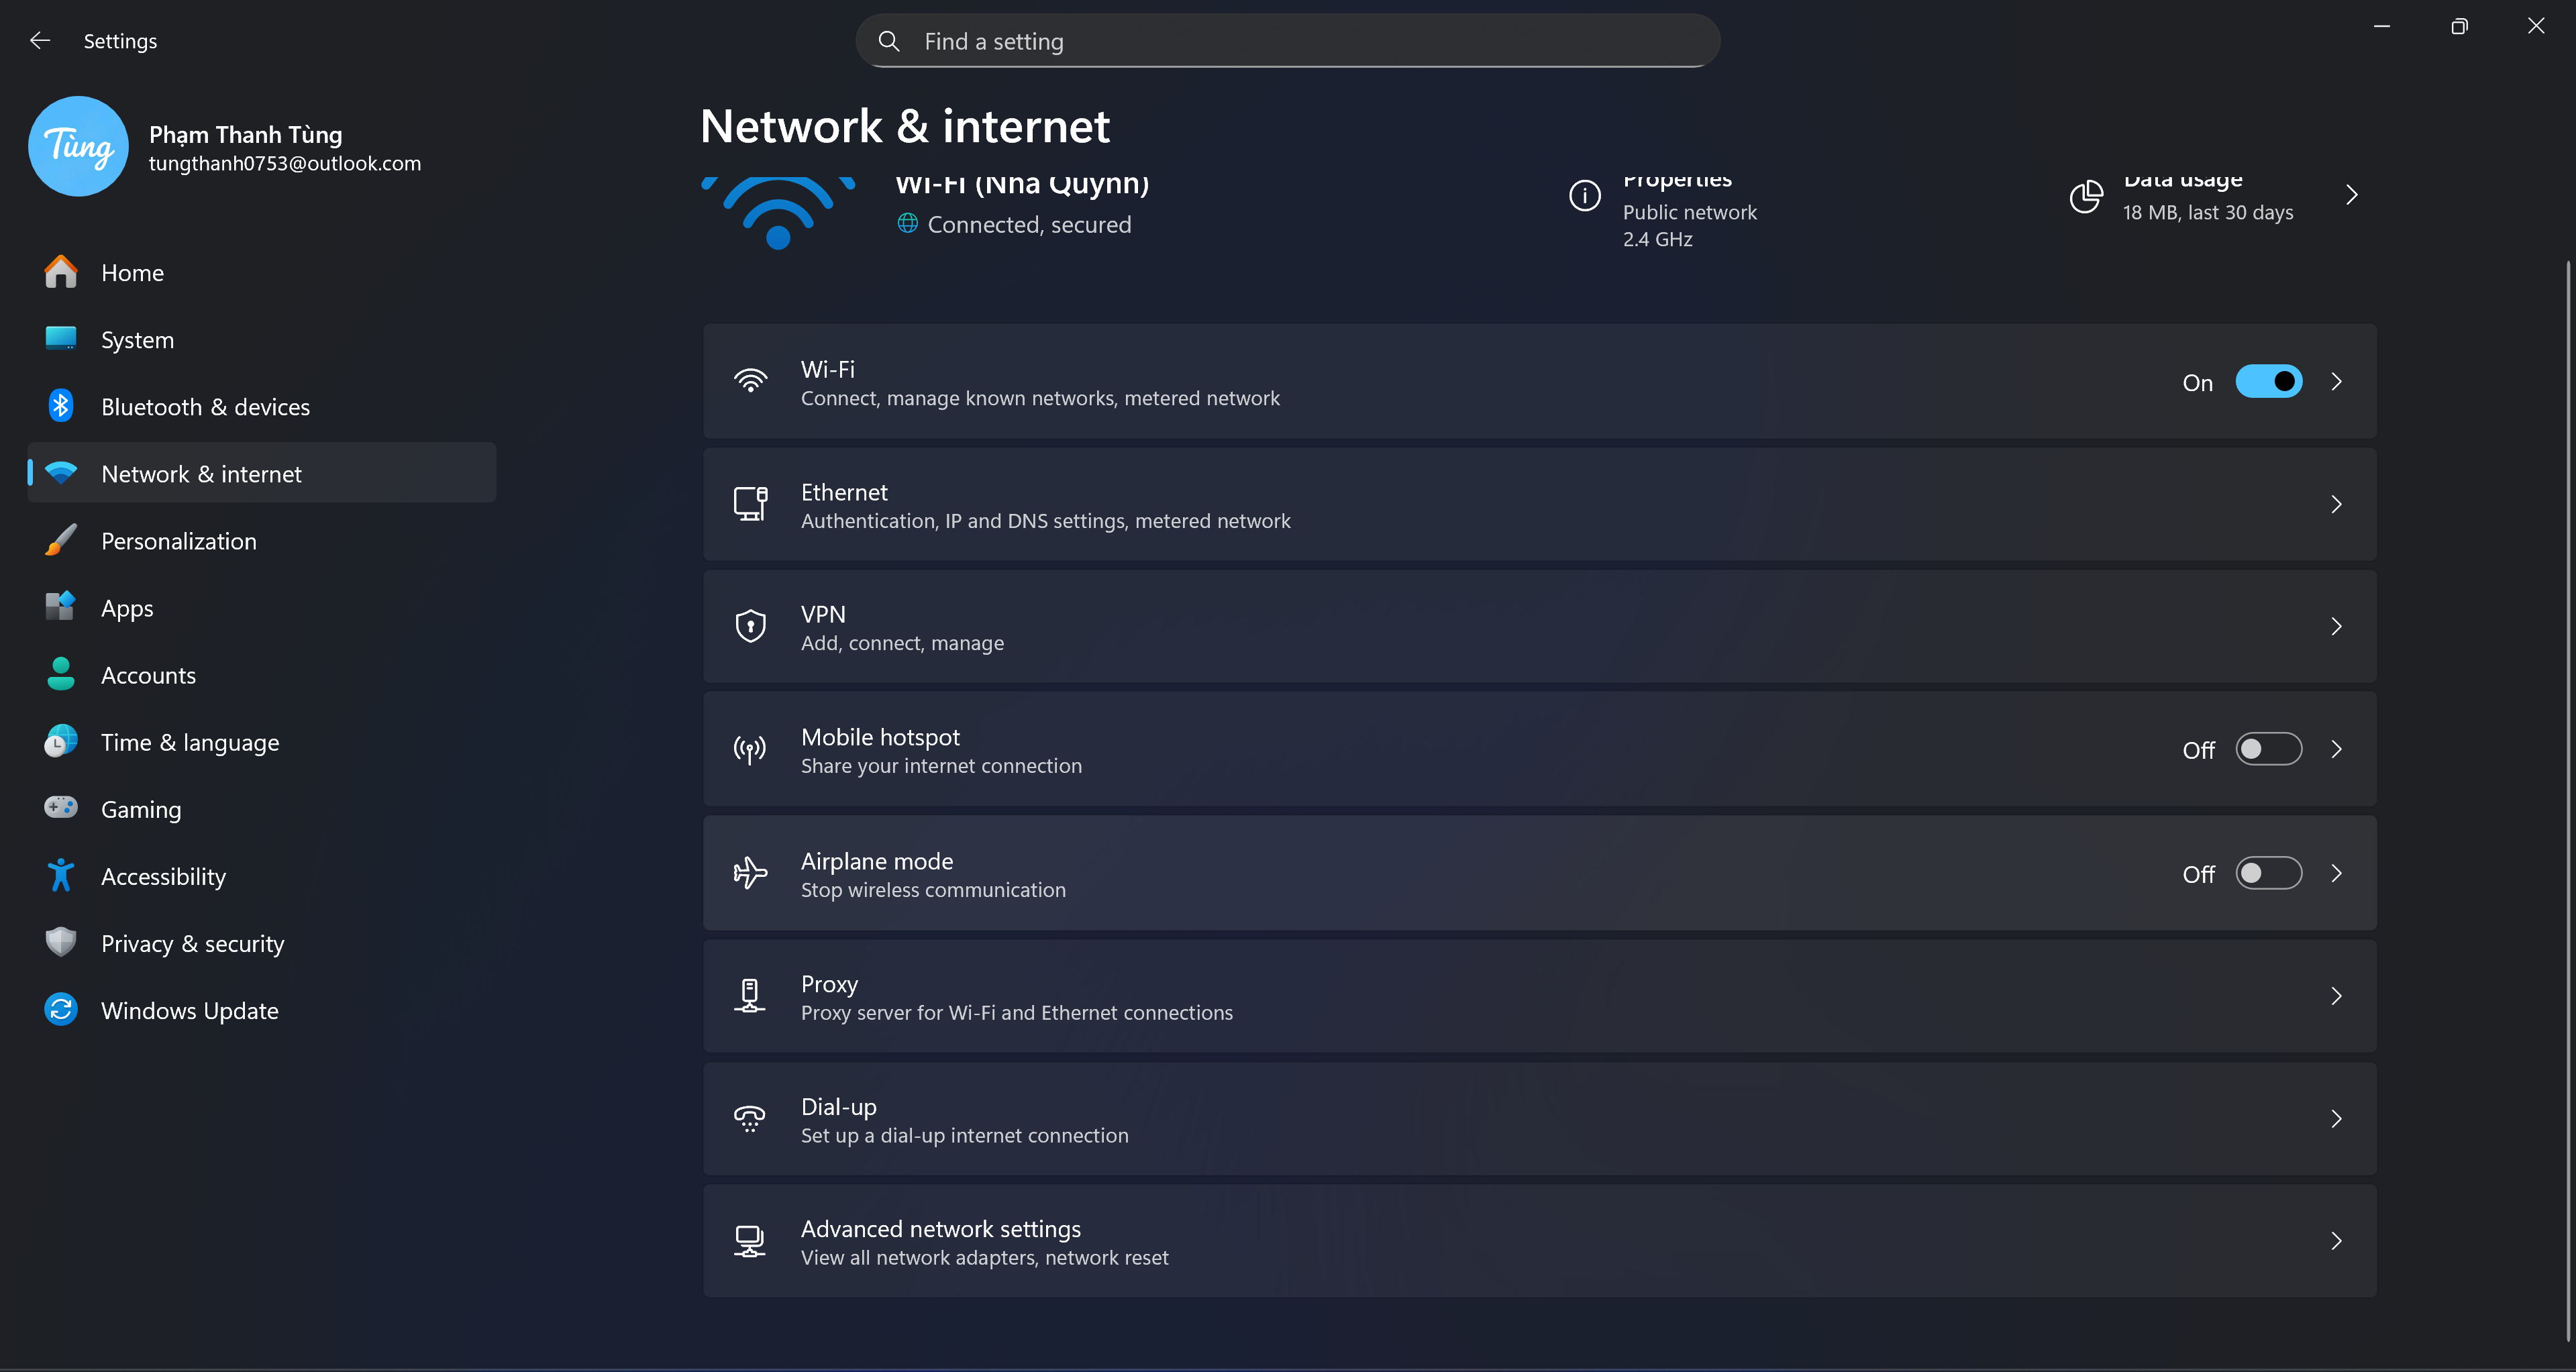 Settings
Find a setting
Tùng
Phạm Thanh Tùng
tungthanh0753@outlook.com
Home
System
Bluetooth & devices
Network & internet
Personalization
Apps
Accounts
Time & language
Gaming
Accessibility
Privacy & security
Windows Update
Network & internet
Wi-Fi (Nha Quynh)
Connected, secured
Properties
Public network
2.4 GHz
Data usage
18 MB, last 30 days
Wi-Fi
Connect, manage known networks, metered network
On
Ethernet
Authentication, IP and DNS settings, metered network
VPN
Add, connect, manage
Mobile hotspot
Share your internet connection
Off
Airplane mode
Stop wireless communication
Off
Proxy
Proxy server for Wi-Fi and Ethernet connections
Dial-up
Set up a dial-up internet connection
Advanced network settings
View all network adapters, network reset